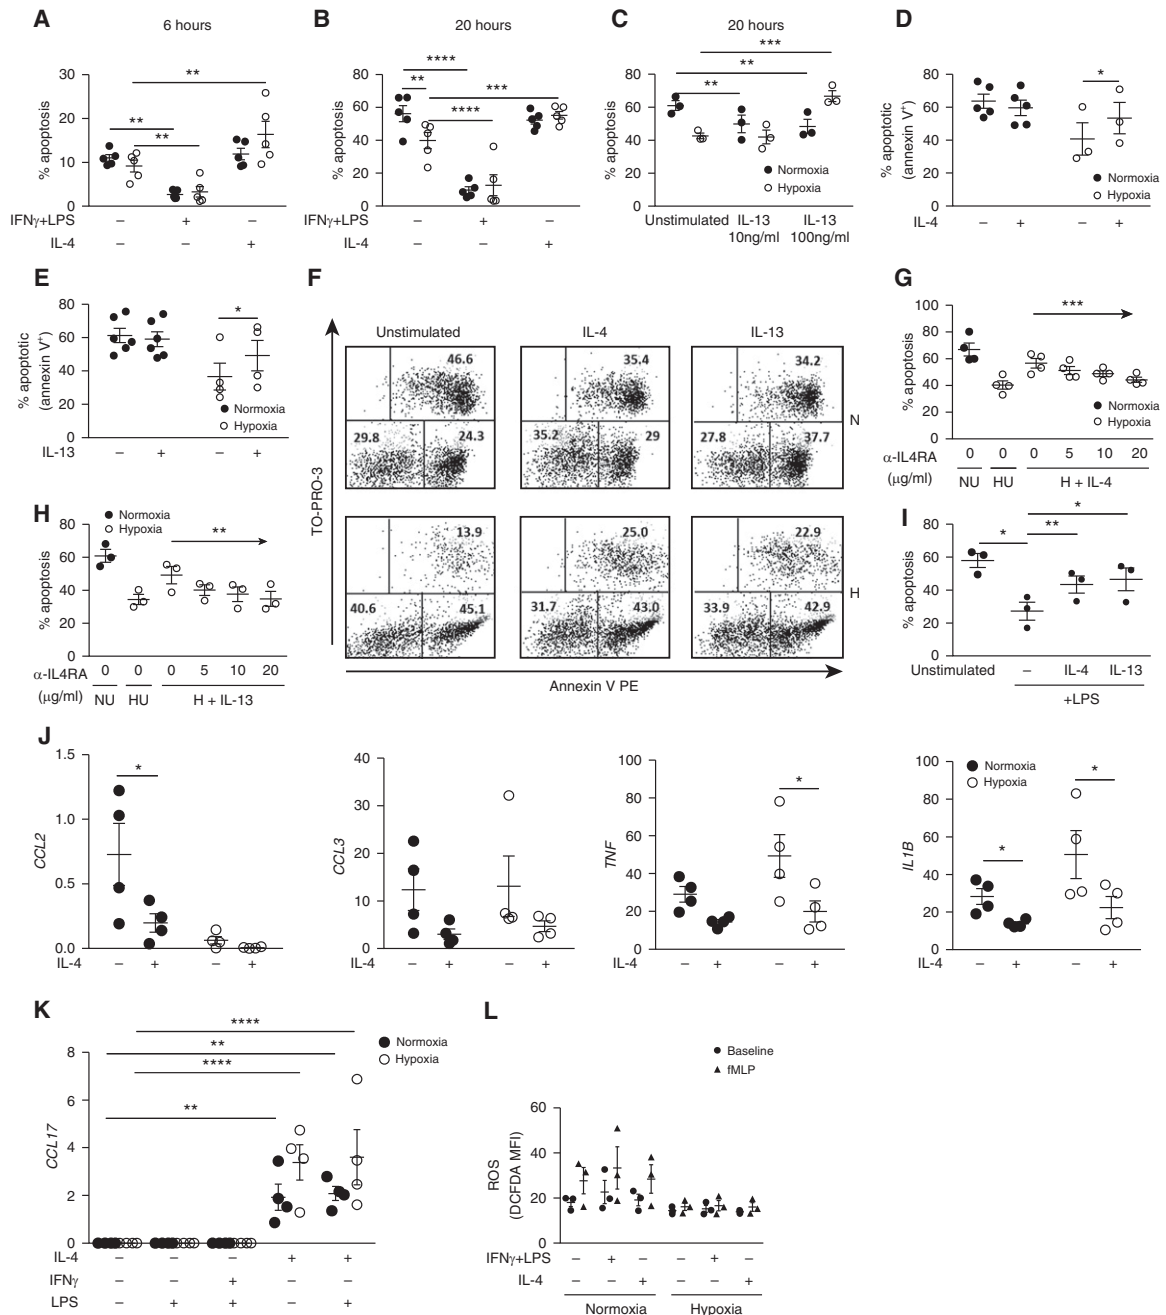 A
6 hours
**
**
**
% apoptosis
30
20
10
0
IFNγ+LPS – + –
IL-4 – – +
B
20 hours
****
**
***
****
% apoptosis
80
60
40
20
0
IFNγ+LPS – + –
IL-4 – – +
C
20 hours
***
**
**
% apoptosis
80
60
40
20
0
Normoxia
Hypoxia
Unstimulated IL-13 IL-13
10ng/ml 100ng/ml
D
*
% apoptotic
(annexin V⁺)
80
60
40
20
0
Normoxia
Hypoxia
IL-4 – + – +
E
*
% apoptotic
(annexin V⁺)
80
60
40
20
0
Normoxia
Hypoxia
IL-13 – + – +
F
Unstimulated IL-4 IL-13
46.6 35.4 34.2
N
29.8 24.3 35.2 29 27.8 37.7
13.9 25.0 22.9
H
40.6 45.1 31.7 43.0 33.9 42.9
TO-PRO-3
Annexin V PE
G
***
% apoptosis
100
80
60
40
20
0
Normoxia
Hypoxia
α-IL4RA 0 0 0 5 10 20
(μg/ml) NU HU H + IL-4
H
Normoxia
Hypoxia
**
% apoptosis
80
60
40
20
0
α-IL4RA 0 0 0 5 10 20
(μg/ml) NU HU H + IL-13
I
*
**
*
% apoptosis
80
60
40
20
0
Unstimulated – IL-4 IL-13
+LPS
J
*
CCL2
1.5
1.0
0.5
0.0
IL-4 – + – +
CCL3
40
30
20
10
0
– + – +
*
TNF
100
80
60
40
20
0
– + – +
Normoxia
Hypoxia
*
*
IL1B
100
80
60
40
20
0
IL-4 – + – +
K
****
**
****
**
Normoxia
Hypoxia
CCL17
8
6
4
2
0
IL-4 – – – + +
IFNγ – – + – –
LPS – + + – +
L
Baseline
fMLP
ROS
(DCFDA MFI)
60
40
20
0
IFNγ+LPS – + – – + –
IL-4 – – + – – +
Normoxia Hypoxia